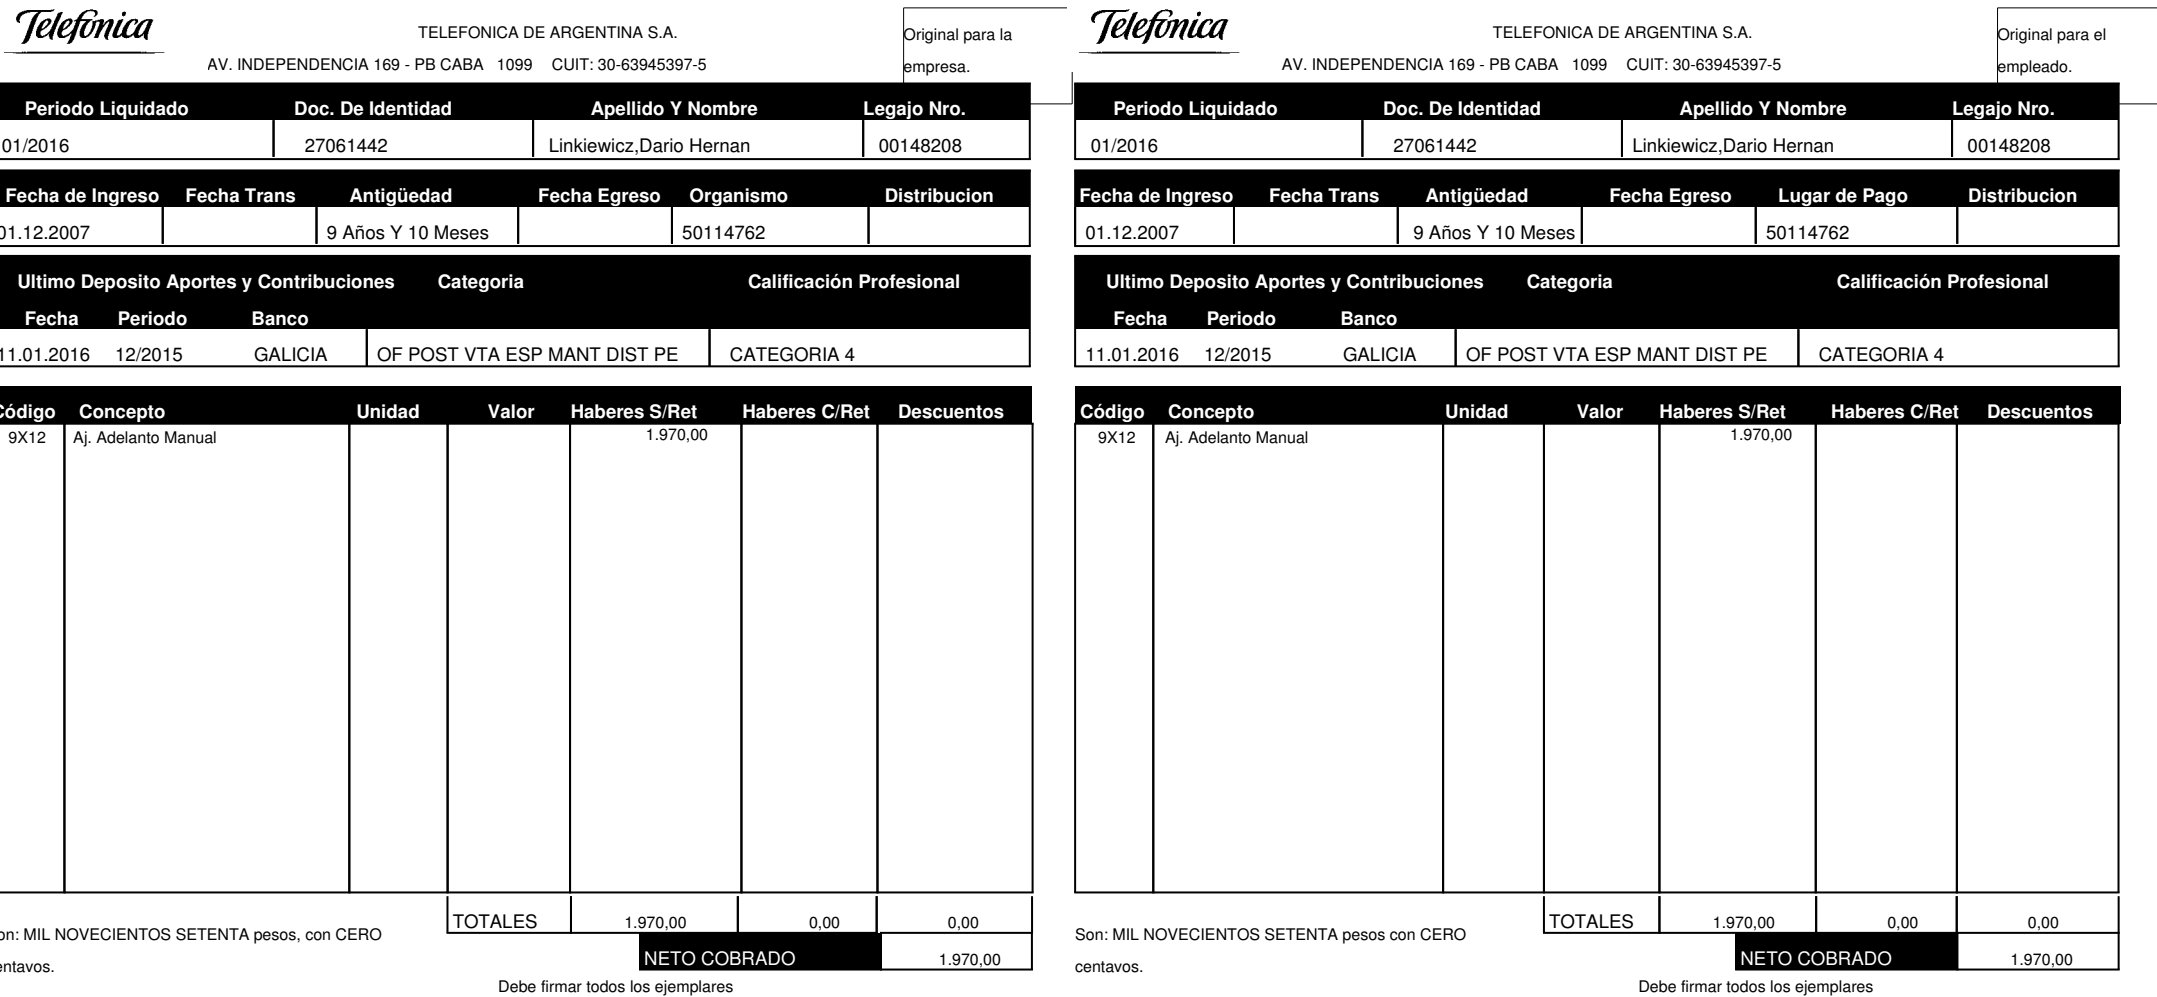 Telefónica
TELEFONICA DE ARGENTINA S.A.
AV. INDEPENDENCIA 169 - PB CABA 1099 CUIT: 30-63945397-5
Original para la
empresa.
Periodo Liquidado Doc. De Identidad Apellido Y Nombre Legajo Nro.
01/2016 27061442 Linkiewicz,Dario Hernan 00148208
Fecha de Ingreso Fecha Trans Antigüedad Fecha Egreso Organismo Distribucion
01.12.2007 9 Años Y 10 Meses 50114762
Ultimo Deposito Aportes y Contribuciones Categoria Calificación Profesional
Fecha Periodo Banco
11.01.2016 12/2015 GALICIA OF POST VTA ESP MANT DIST PE CATEGORIA 4
Código Concepto Unidad Valor Haberes S/Ret Haberes C/Ret Descuentos
9X12 Aj. Adelanto Manual 1.970,00
TOTALES 1.970,00 0,00 0,00
on: MIL NOVECIENTOS SETENTA pesos, con CERO
entavos.
NETO COBRADO 1.970,00
Debe firmar todos los ejemplares
Telefónica
TELEFONICA DE ARGENTINA S.A.
AV. INDEPENDENCIA 169 - PB CABA 1099 CUIT: 30-63945397-5
Original para el
empleado.
Periodo Liquidado Doc. De Identidad Apellido Y Nombre Legajo Nro.
01/2016 27061442 Linkiewicz,Dario Hernan 00148208
Fecha de Ingreso Fecha Trans Antigüedad Fecha Egreso Lugar de Pago Distribucion
01.12.2007 9 Años Y 10 Meses 50114762
Ultimo Deposito Aportes y Contribuciones Categoria Calificación Profesional
Fecha Periodo Banco
11.01.2016 12/2015 GALICIA OF POST VTA ESP MANT DIST PE CATEGORIA 4
Código Concepto Unidad Valor Haberes S/Ret Haberes C/Ret Descuentos
9X12 Aj. Adelanto Manual 1.970,00
TOTALES 1.970,00 0,00 0,00
Son: MIL NOVECIENTOS SETENTA pesos con CERO
centavos.
NETO COBRADO 1.970,00
Debe firmar todos los ejemplares